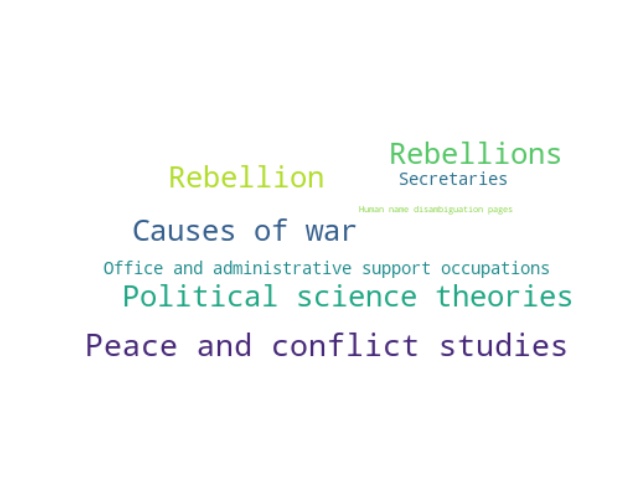 Rebellions
Rebellion
Secretaries
Human name disambiguation pages
Causes of war
Office and administrative support occupations
Political science theories
Peace and conflict studies